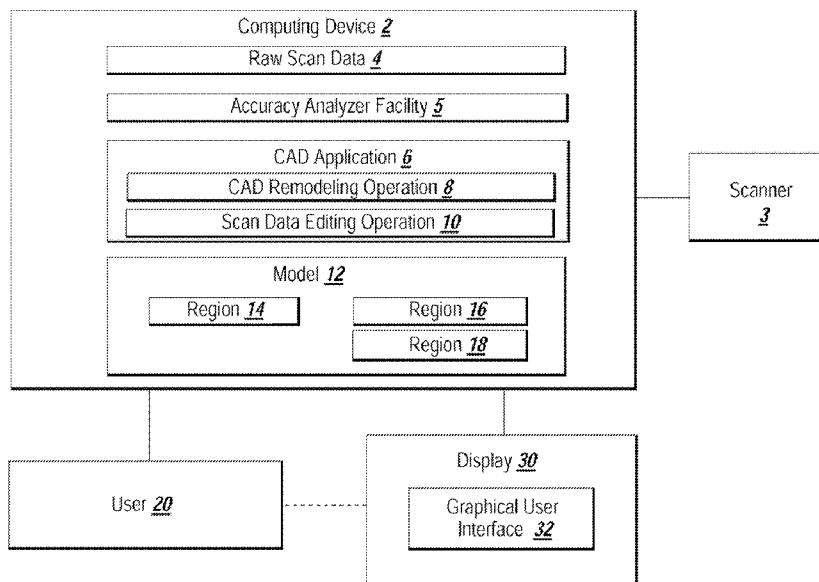 Computing Device 2
Raw Scan Data 4
Accuracy Analyzer Facility 5
CAD Application 6
CAD Remodeling Operation 8
Scan Data Editing Operation 10
Model 12
Region 14
Region 16
Region 18
Scanner
3
User 20
Display 30
Graphical User
Interface 32